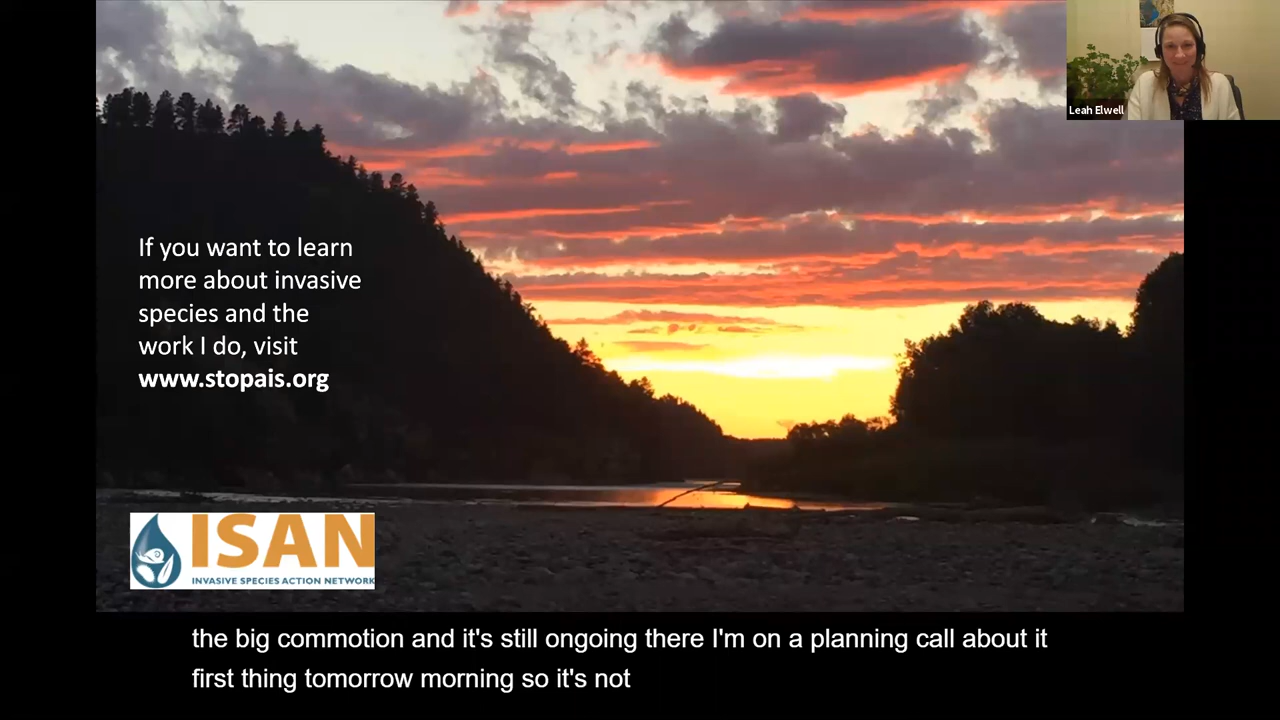 Leah Elwell
If you want to learn
more about invasive
species and the
work I do, visit
www.stopais.org
ISAN
INVASIVE SPECIES ACTION NETWORK
the big commotion and it's still ongoing there I'm on a planning call about it
first thing tomorrow morning so it's not